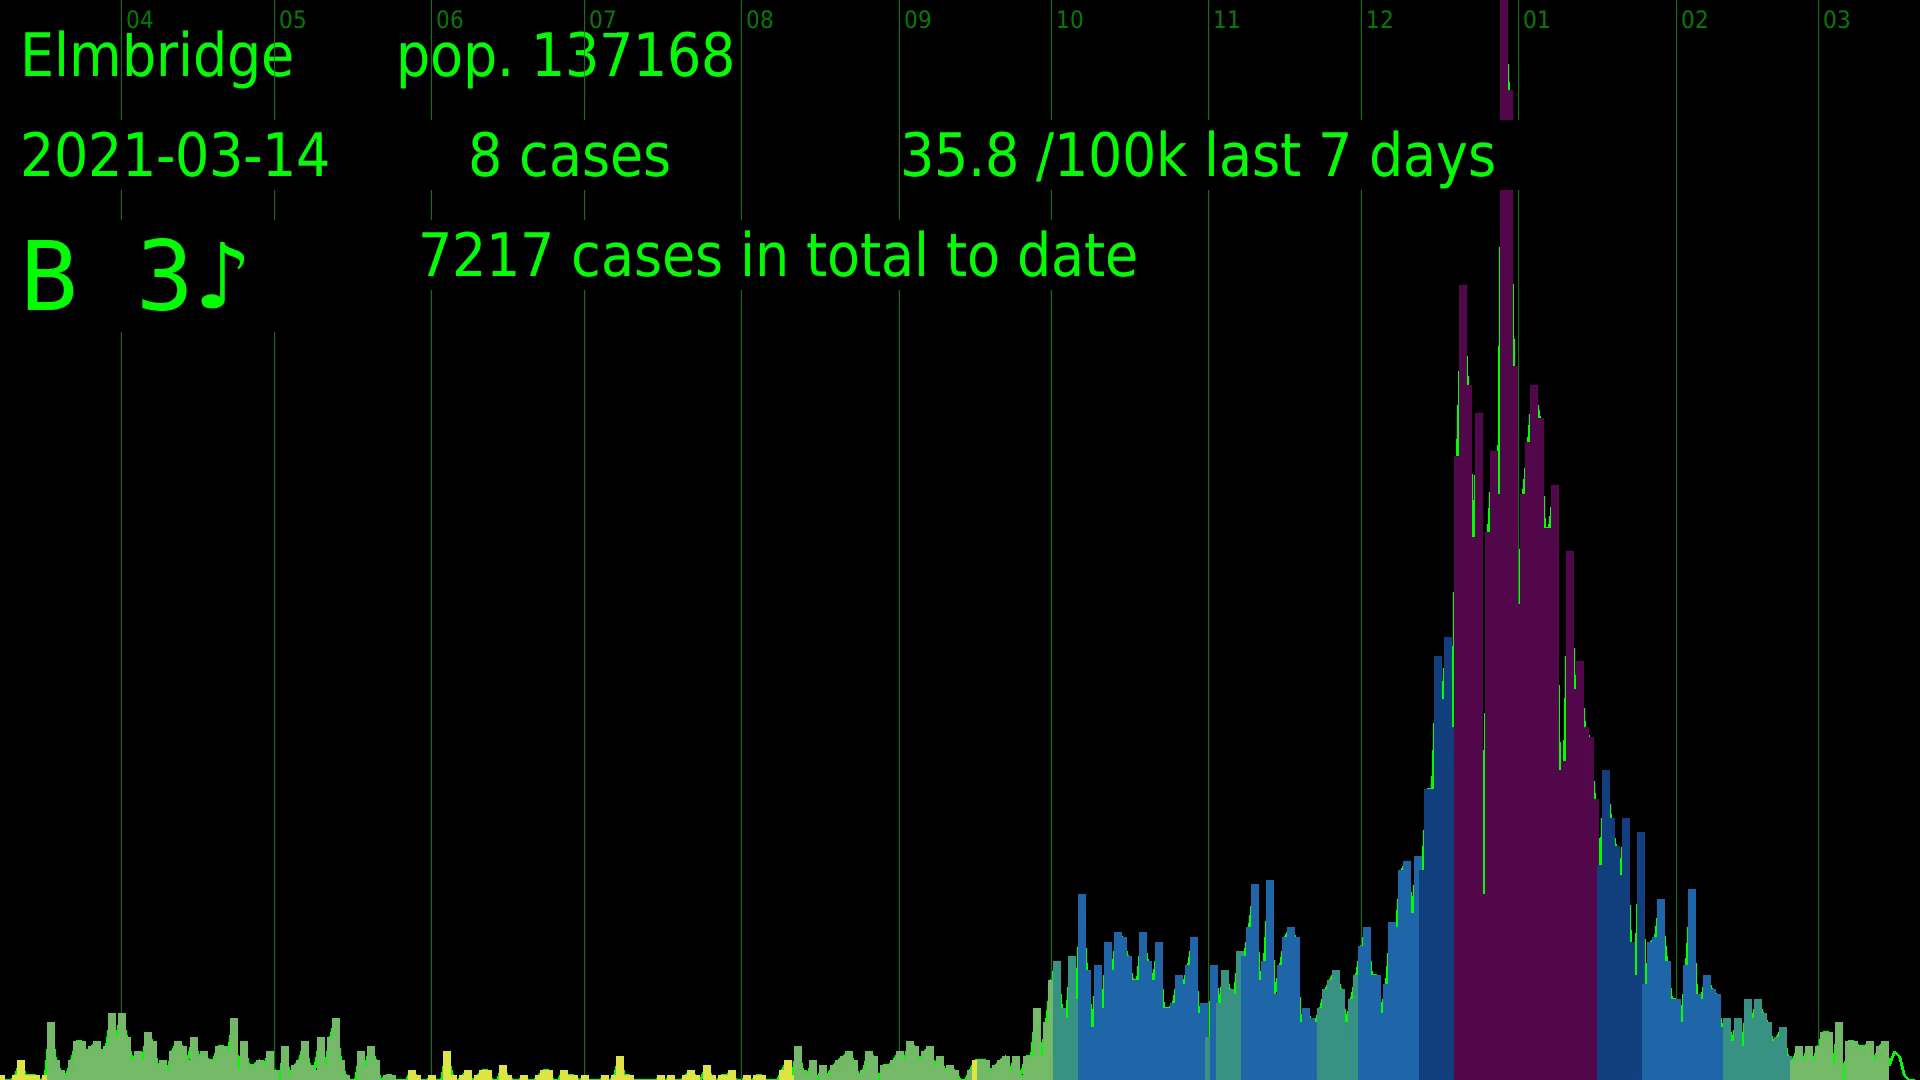 04 05 06 07 08 09 10 11 12 01 02 03
Elmbridge pop. 137168
2021-03-14 8 cases 35.8 /100k last 7 days
B 3♪ 7217 cases in total to date